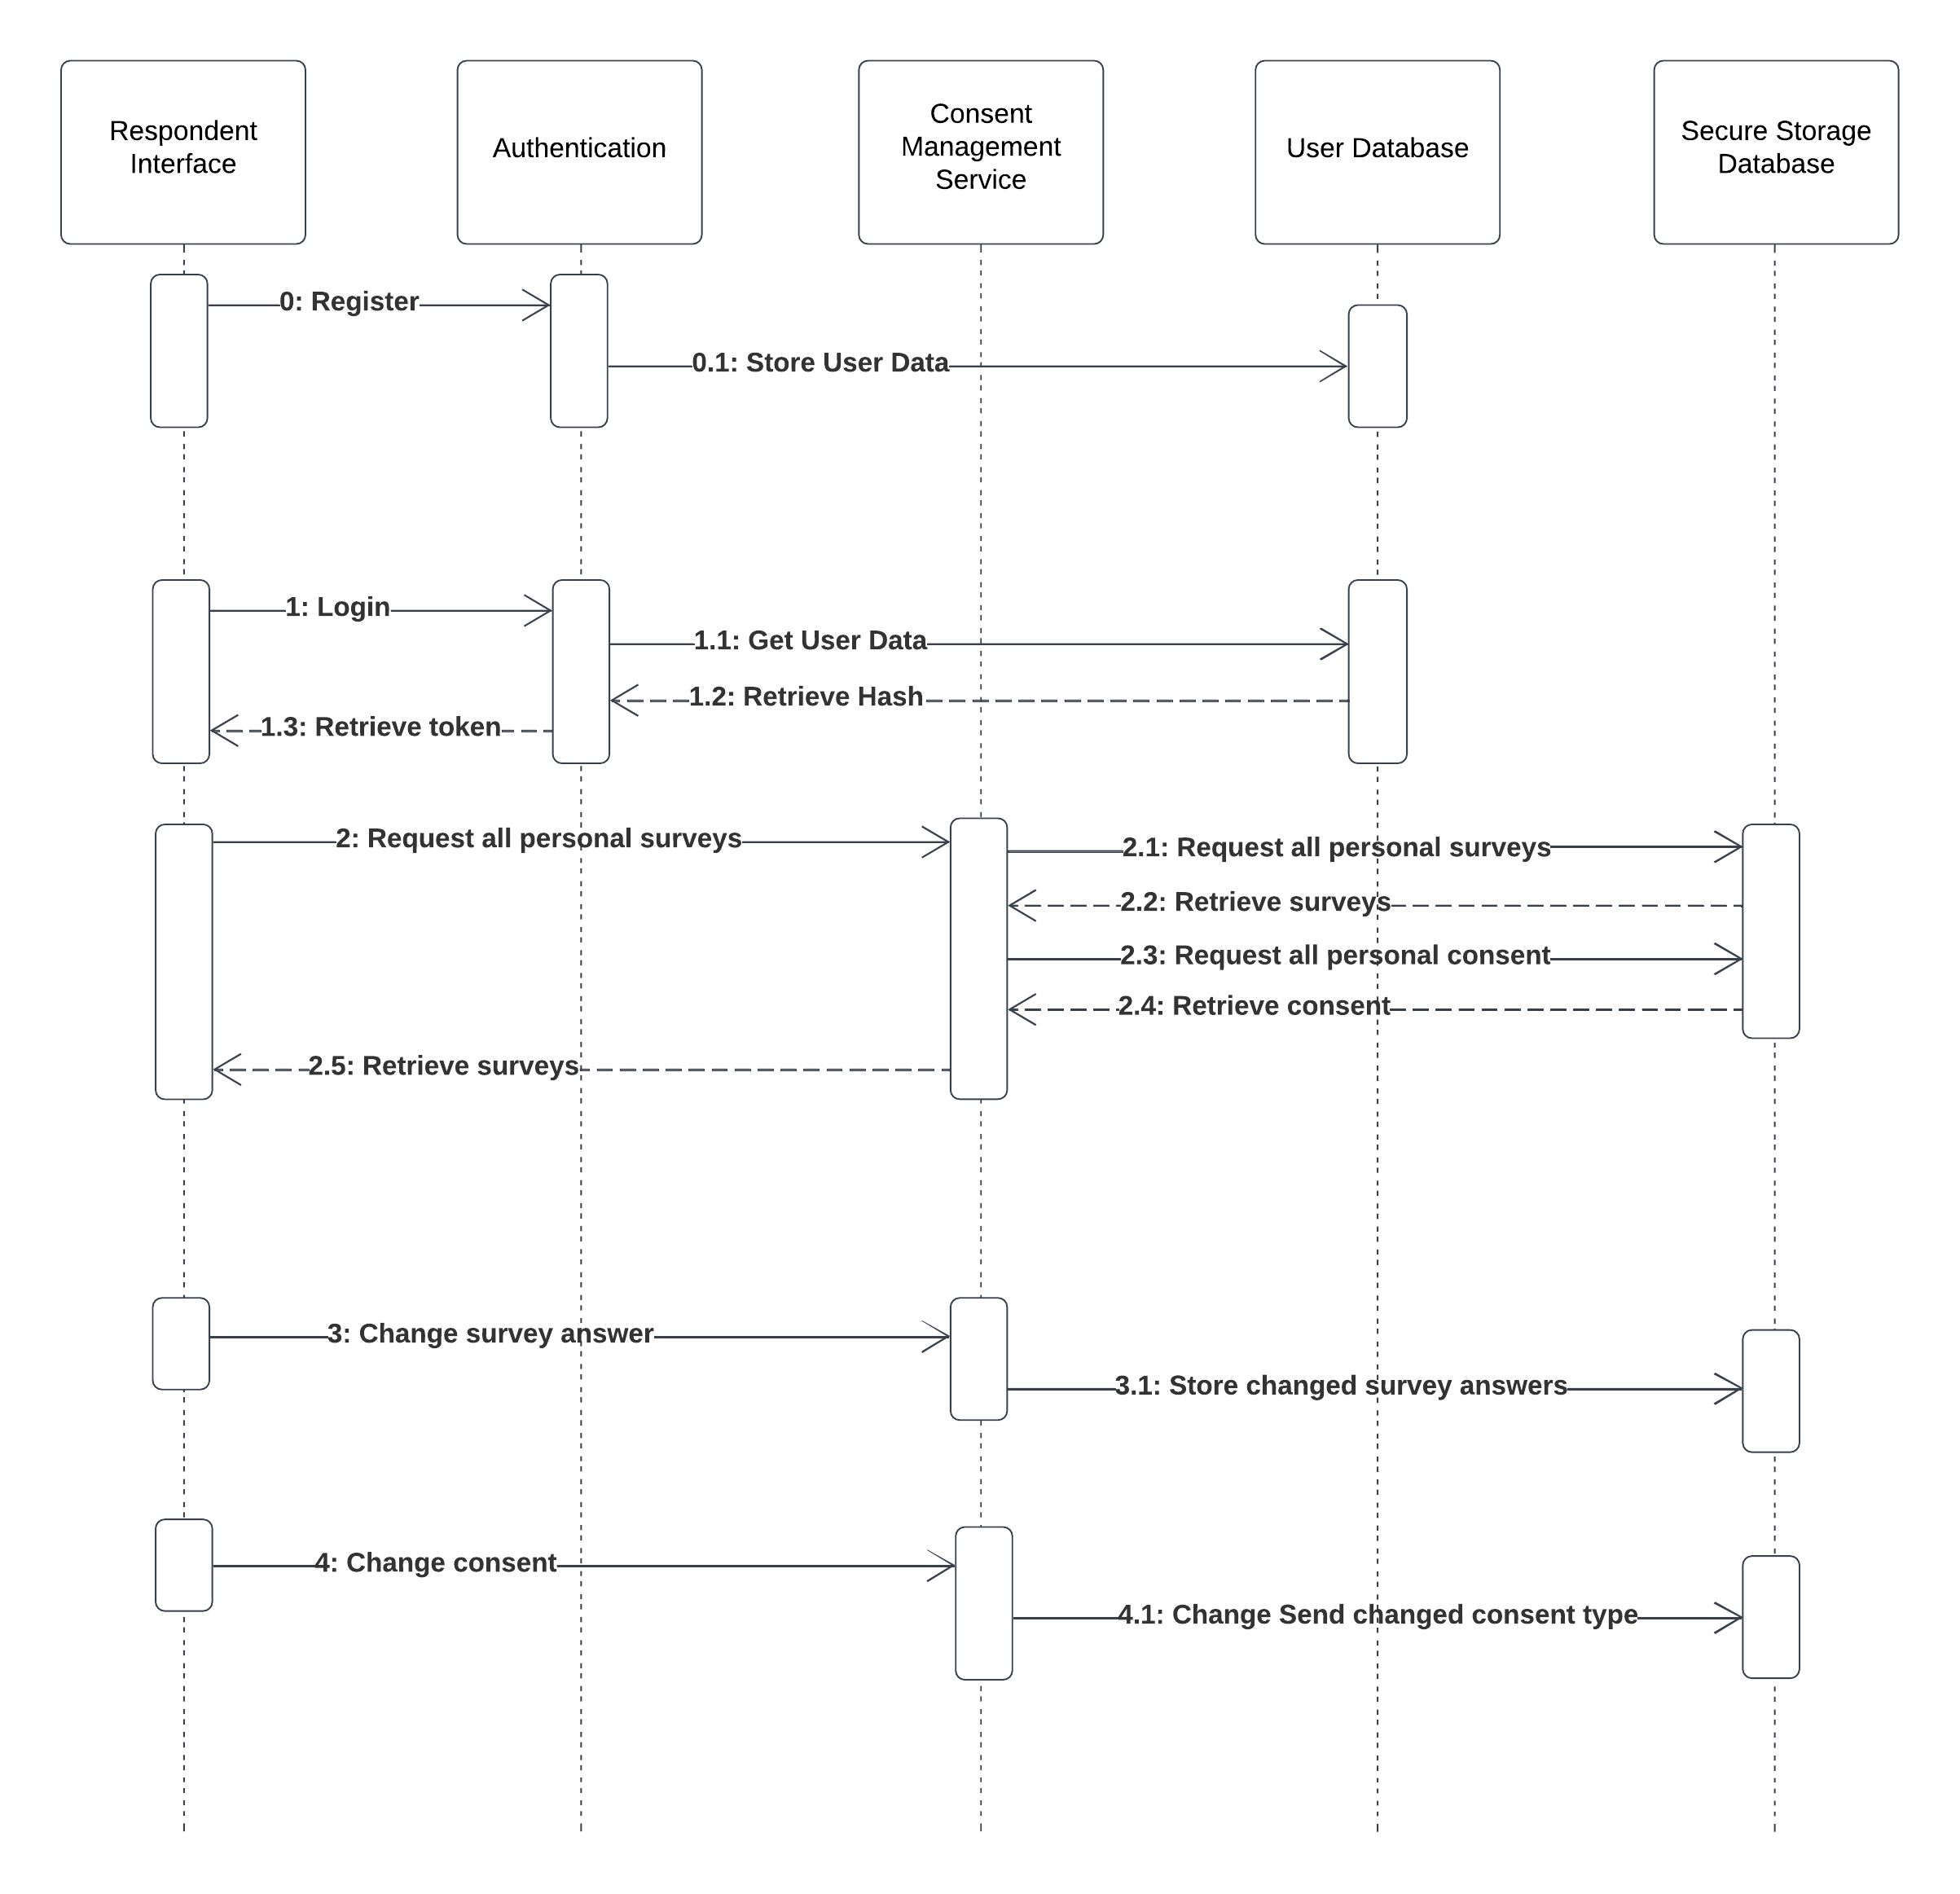 Respondent
Interface
Authentication
Consent
Management
Service
User Database
Secure Storage
Database
0: Register
0.1: Store User Data
1: Login
1.1: Get User Data
1.2: Retrieve Hash
1.3: Retrieve token
2: Request all personal surveys
2.1: Request all personal surveys
2.2: Retrieve surveys
2.3: Request all personal consent
2.4: Retrieve consent
2.5: Retrieve surveys
3: Change survey answer
3.1: Store changed survey answers
4: Change consent
4.1: Change Send changed consent type